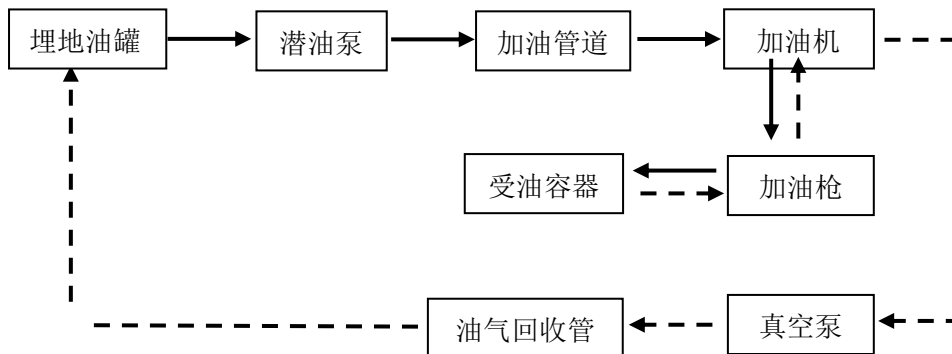 埋地油罐
潜油泵
加油管道
加油机
受油容器
加油枪
油气回收管
真空泵